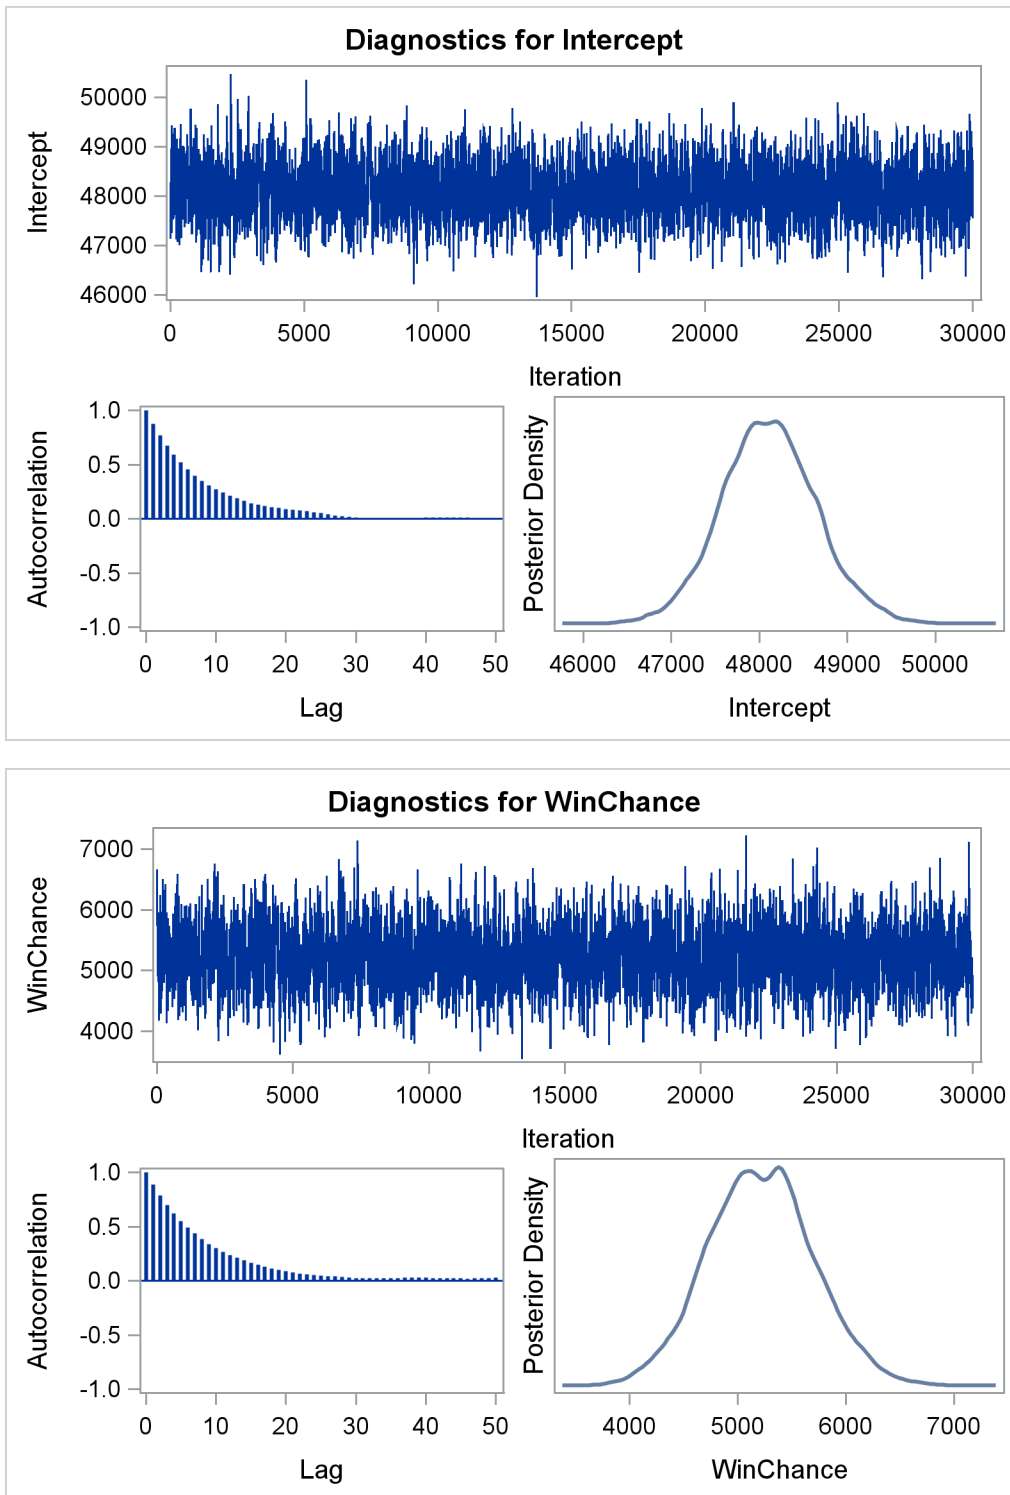 Diagnostics for Intercept
Intercept
50000
49000
48000
47000
46000
0 5000 10000 15000 20000 25000 30000
Iteration
Autocorrelation
1.0
0.5
0.0
-0.5
-1.0
0 10 20 30 40 50
Lag
Posterior Density
46000 47000 48000 49000 50000
Intercept
Diagnostics for WinChance
WinChance
7000
6000
5000
4000
0 5000 10000 15000 20000 25000 30000
Iteration
Autocorrelation
1.0
0.5
0.0
-0.5
-1.0
0 10 20 30 40 50
Lag
Posterior Density
4000 5000 6000 7000
WinChance